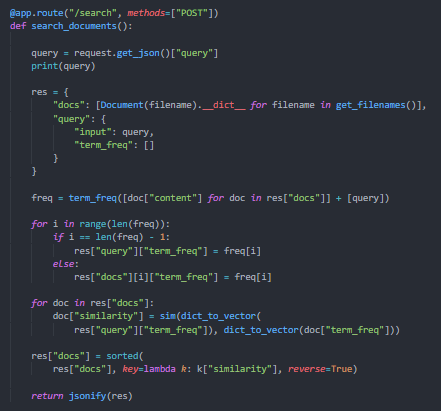 @app.route("/search", methods=["POST"])
def search_documents():
    query = request.get_json()["query"]
    print(query)
    res = {
        "docs": [Document(filename).__dict__ for filename in get_filenames()],
        "query": {
            "input": query,
            "term_freq": []
        }
    }
    freq = term_freq([doc["content"] for doc in res["docs"]] + [query])
    for i in range(len(freq)):
        if i == len(freq) - 1:
            res["query"]["term_freq"] = freq[i]
        else:
            res["docs"][i]["term_freq"] = freq[i]
    for doc in res["docs"]:
        doc["similarity"] = sim(dict_to_vector(
            res["query"]["term_freq"]), dict_to_vector(doc["term_freq"]))
    res["docs"] = sorted(
        res["docs"], key=lambda k: k["similarity"], reverse=True)
    return jsonify(res)